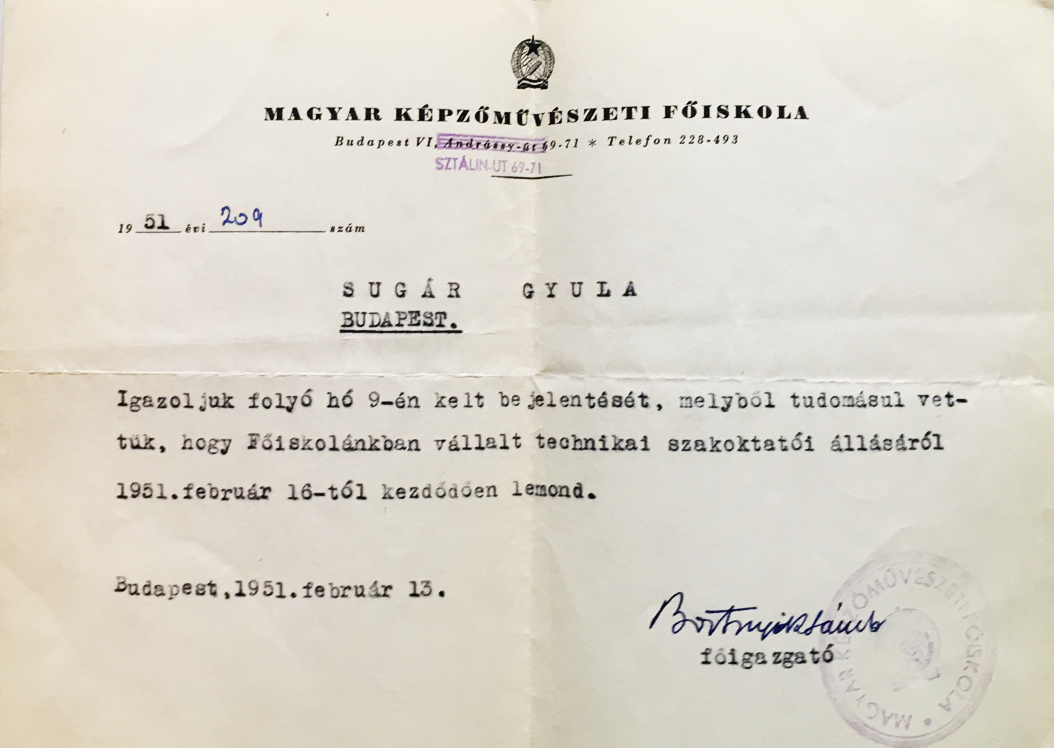 MAGYAR KÉPZŐMŰVÉSZETI FŐISKOLA
Budapest VI, Andrássy-út 69-71 * Telefon 228-493
SZTÁLIN-UT 69-71
19 51 évi 209 szám
SUGÁR GYULA
BUDAPEST.
Igazoljuk folyó hó 9-én kelt bejelentését, melyből tudomásul vet-
tük, hogy Főiskolánkban vállalt technikai szakoktatói állásáról
1951.február 16-tól kezdődően lemond.
Budapest,1951.február 13.
Bortnyik Sándor
főigazgató
MAGYAR KÉPZŐMŰVÉSZETI FŐISKOLA